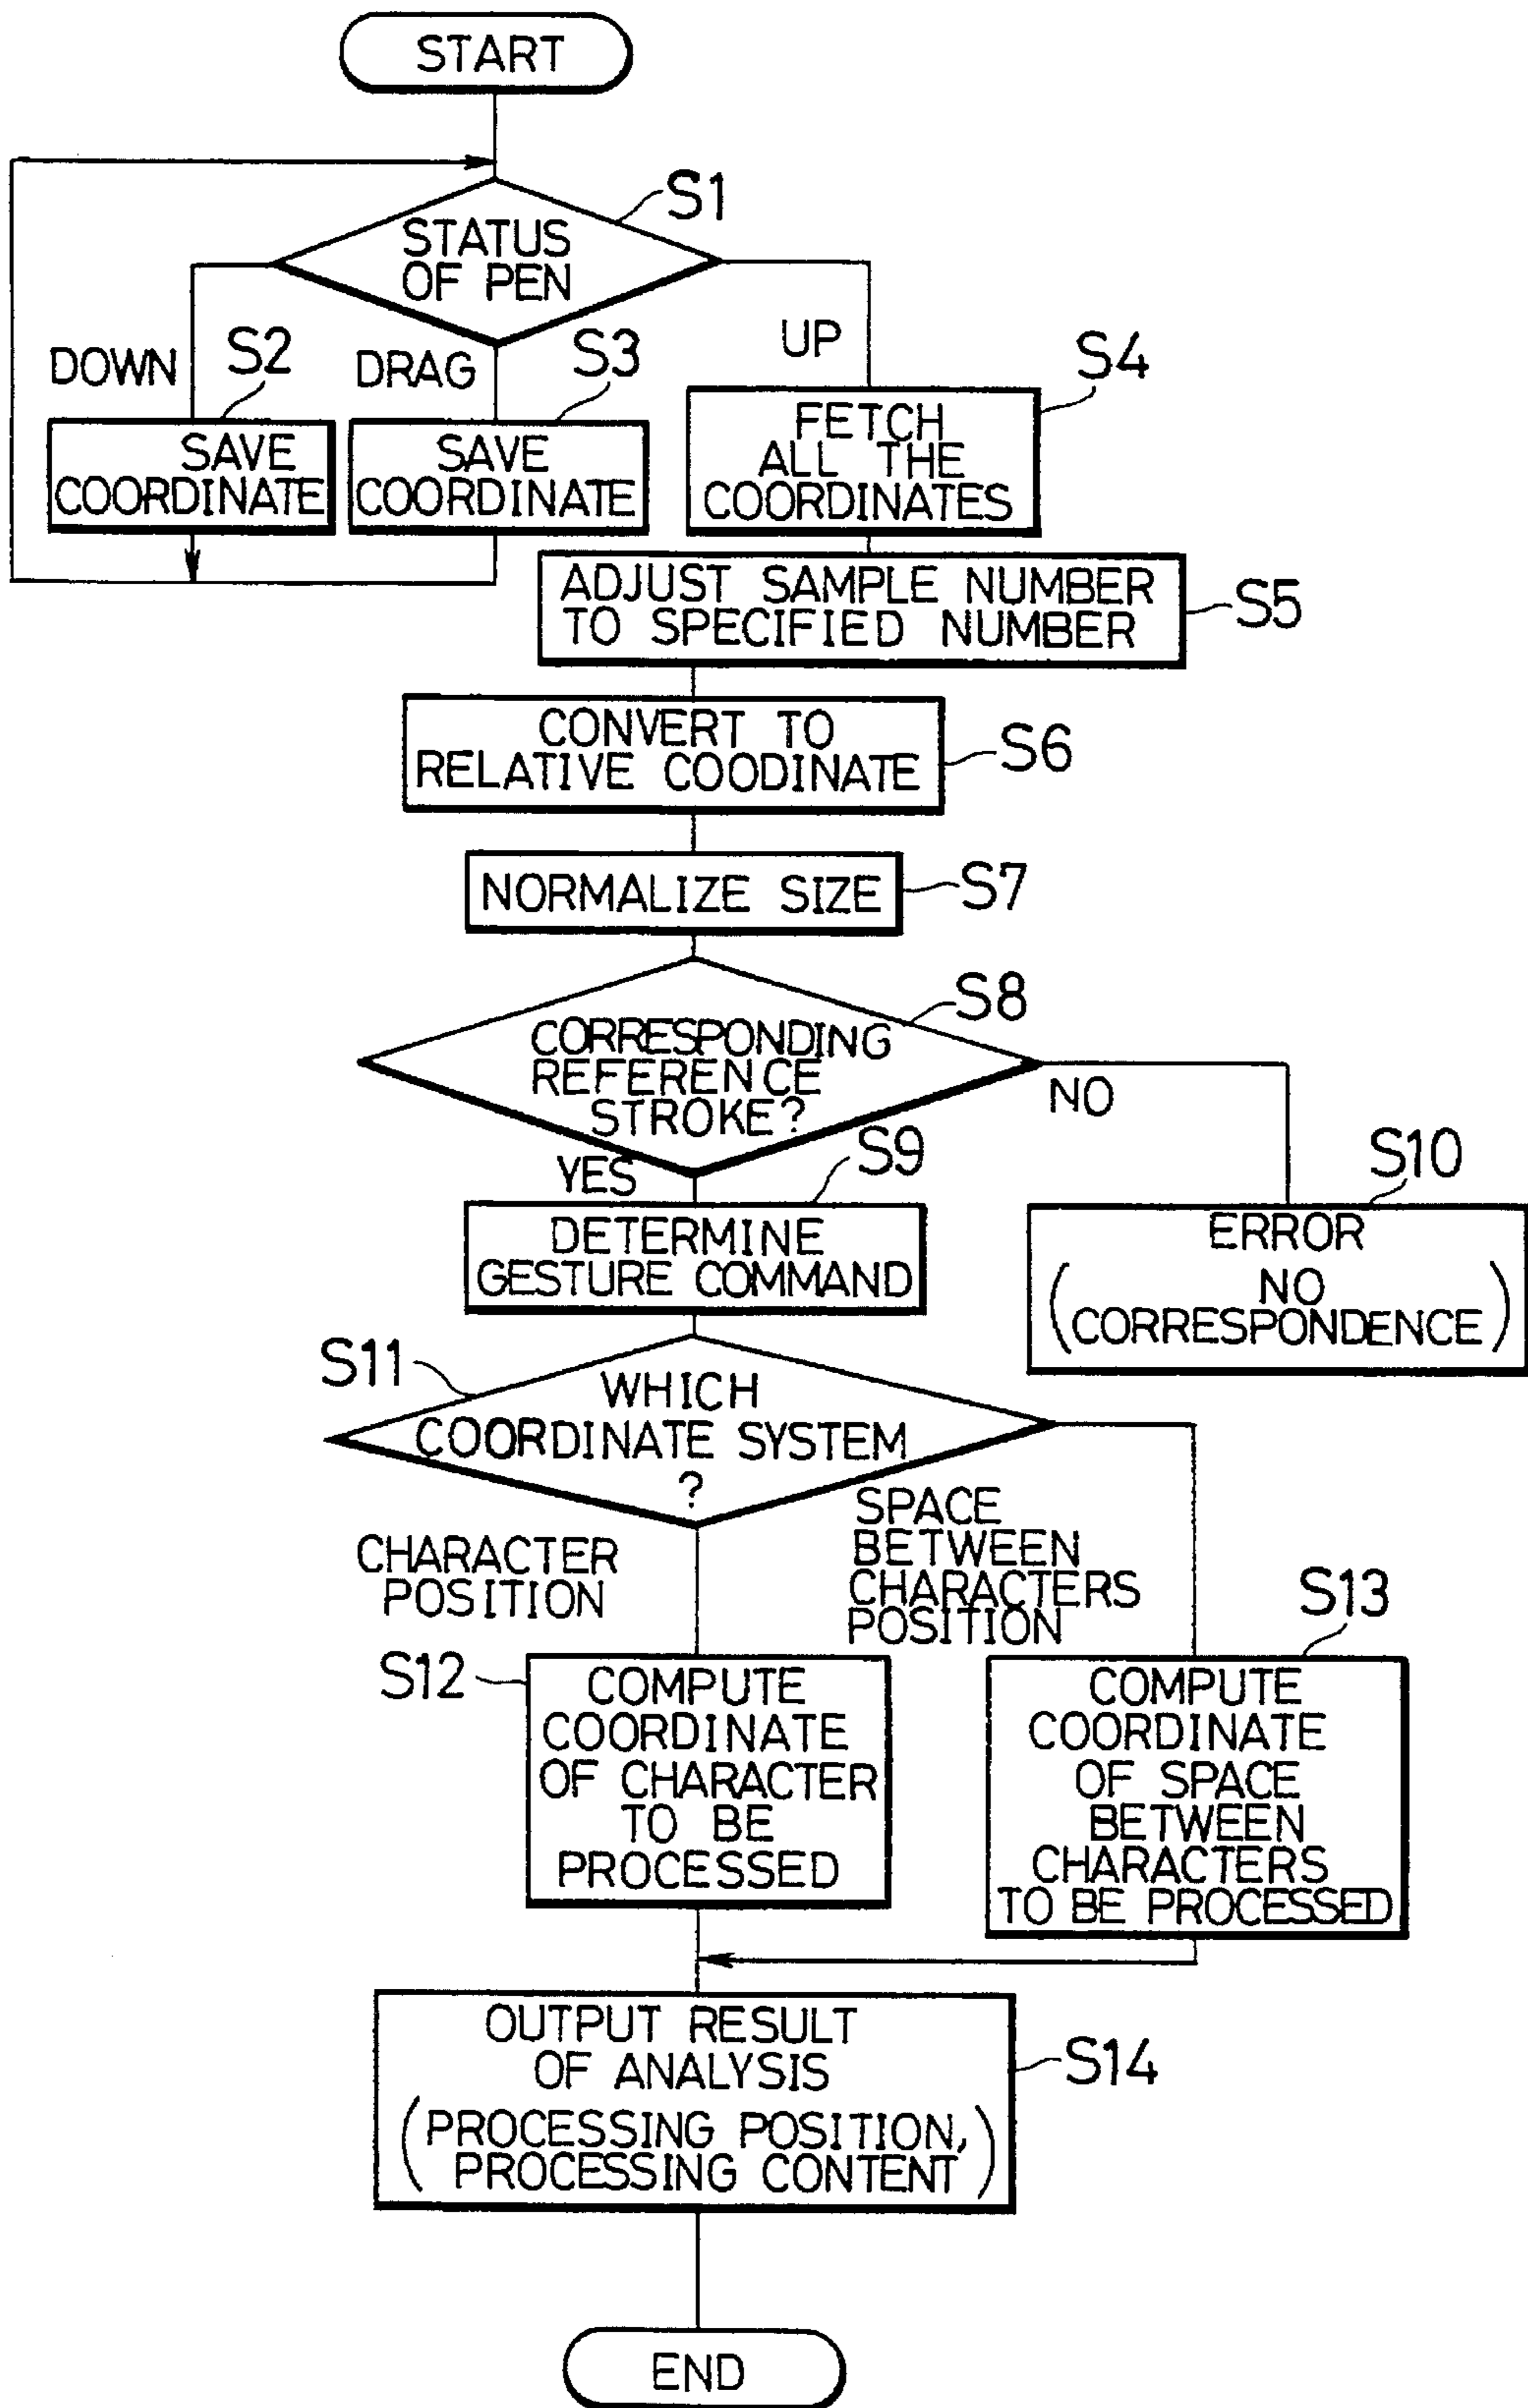 START
S1
STATUS
OF PEN
DOWN
S2
DRAG
S3
UP
S4
SAVE
COORDINATE
SAVE
COORDINATE
FETCH
ALL THE
COORDINATES
ADJUST SAMPLE NUMBER
TO SPECIFIED NUMBER
S5
CONVERT TO
RELATIVE COODINATE
S6
NORMALIZE SIZE
S7
S8
CORRESPONDING
REFERENCE
STROKE?
NO
YES
S9
S10
DETERMINE
GESTURE COMMAND
ERROR
(NO
CORRESPONDENCE)
S11
WHICH
COORDINATE SYSTEM
?
CHARACTER
POSITION
SPACE
BETWEEN
CHARACTERS
POSITION
S12
S13
COMPUTE
COORDINATE
OF CHARACTER
TO BE
PROCESSED
COMPUTE
COORDINATE
OF SPACE
BETWEEN
CHARACTERS
TO BE PROCESSED
OUTPUT RESULT
OF ANALYSIS
(PROCESSING POSITION,
PROCESSING CONTENT)
S14
END